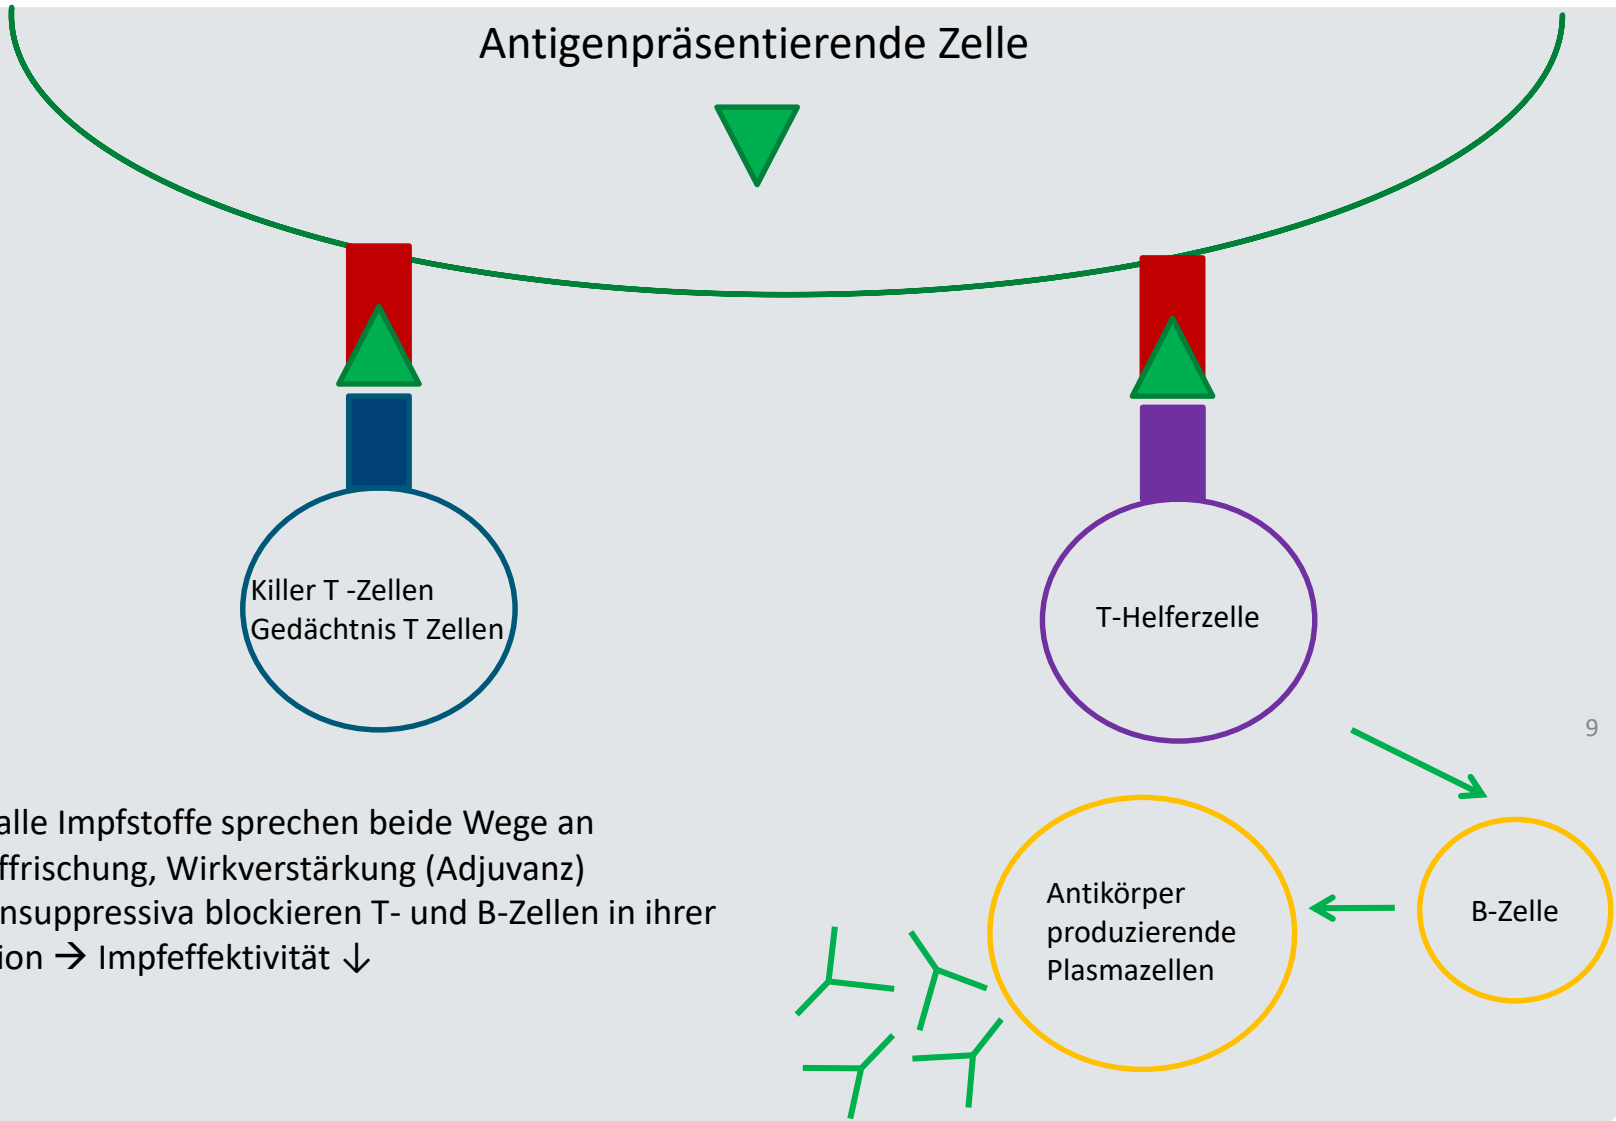 Antigenpräsentierende Zelle
Killer T -Zellen
Gedächtnis T Zellen
T-Helferzelle
9
alle Impfstoffe sprechen beide Wege an
ffrischung, Wirkverstärkung (Adjuvanz)
nsuppressiva blockieren T- und B-Zellen in ihrer
ion → Impfeffektivität ↓
Antikörper
produzierende
Plasmazellen
B-Zelle